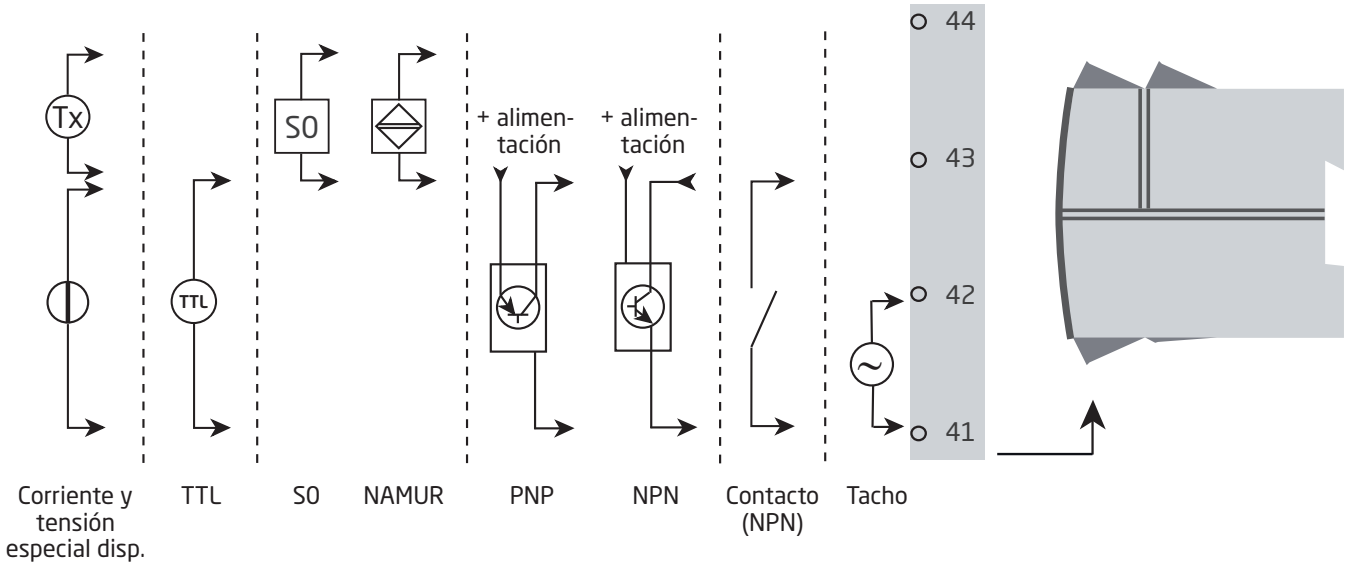 44
Tx
+ alimen-
tación
+ alimen-
tación
S0
43
TTL
42
~
41
Corriente y
tensión
especial disp.
TTL
S0
NAMUR
PNP
NPN
Contacto
(NPN)
Tacho